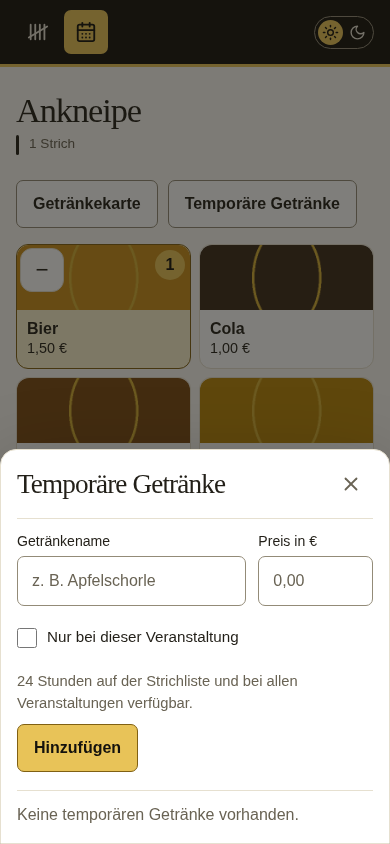 Ankneipe
1 Strich
Getränkekarte
Temporäre Getränke
−
1
Bier
1,50 €
Cola
1,00 €
Temporäre Getränke
Getränkename
Preis in €
z. B. Apfelschorle
0,00
Nur bei dieser Veranstaltung
24 Stunden auf der Strichliste und bei allen
Veranstaltungen verfügbar.
Hinzufügen
Keine temporären Getränke vorhanden.